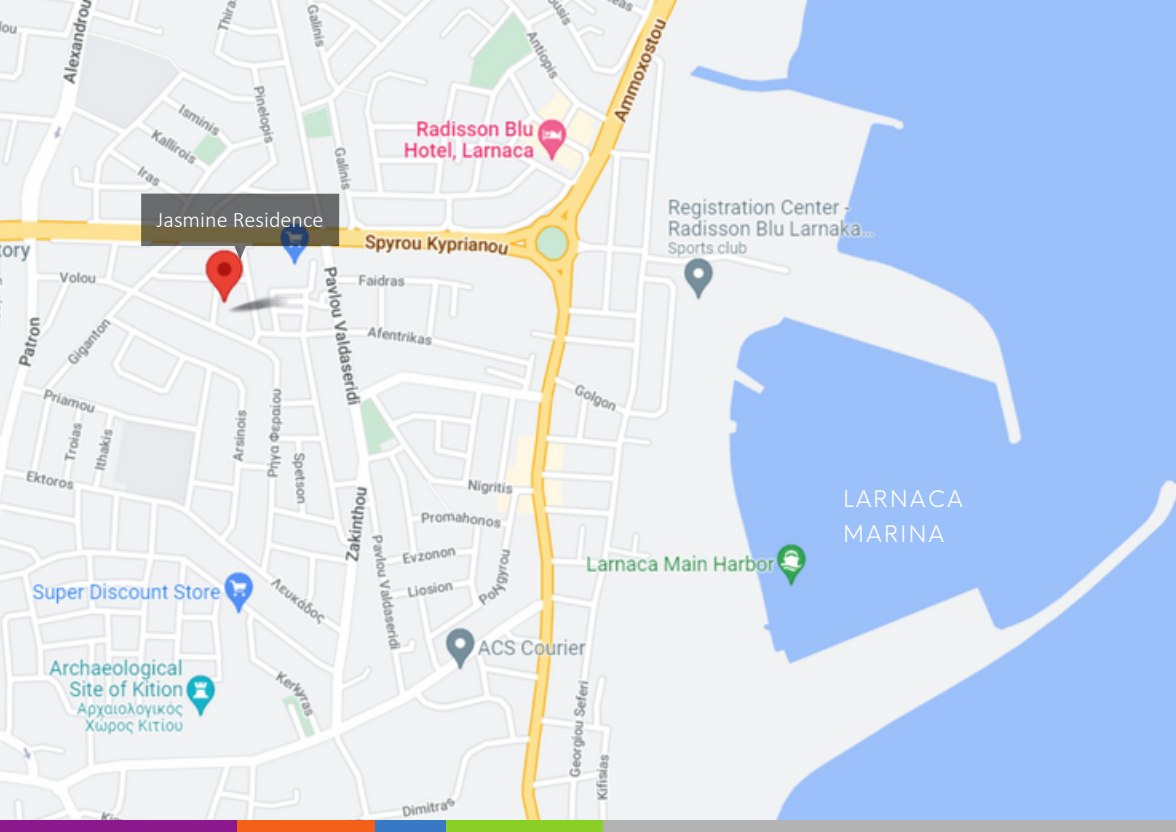 Alexandrou
Thira
Galinis
Antiopis
Ammoxostou
Pinelopis
Isminis
Kallirois
Iras
Galinis
Radisson Blu
Hotel, Larnaca
Jasmine Residence
Registration Center -
Radisson Blu Larnaka...
Sports club
Spyrou Kyprianou
Volou
Faidras
Pavlou Valdaseridi
Patron
Giganton
Afentrikas
Golgon
Priamou
Troias
Ithakis
Arsinois
Ρήγα Φεραίου
Spetson
Ektoros
Nigritis
LARNACA
MARINA
Zakinthou
Promahonos
Pavlou Valdaseridi
Evzonon
Liosion
Polygyrou
Larnaca Main Harbor
Super Discount Store
Λευκάδος
ACS Courier
Archaeological
Site of Kition
Αρχαιολογικός
Χώρος Κιτίου
Kerkyras
Georgiou Seferi
Kifisias
Dimitras